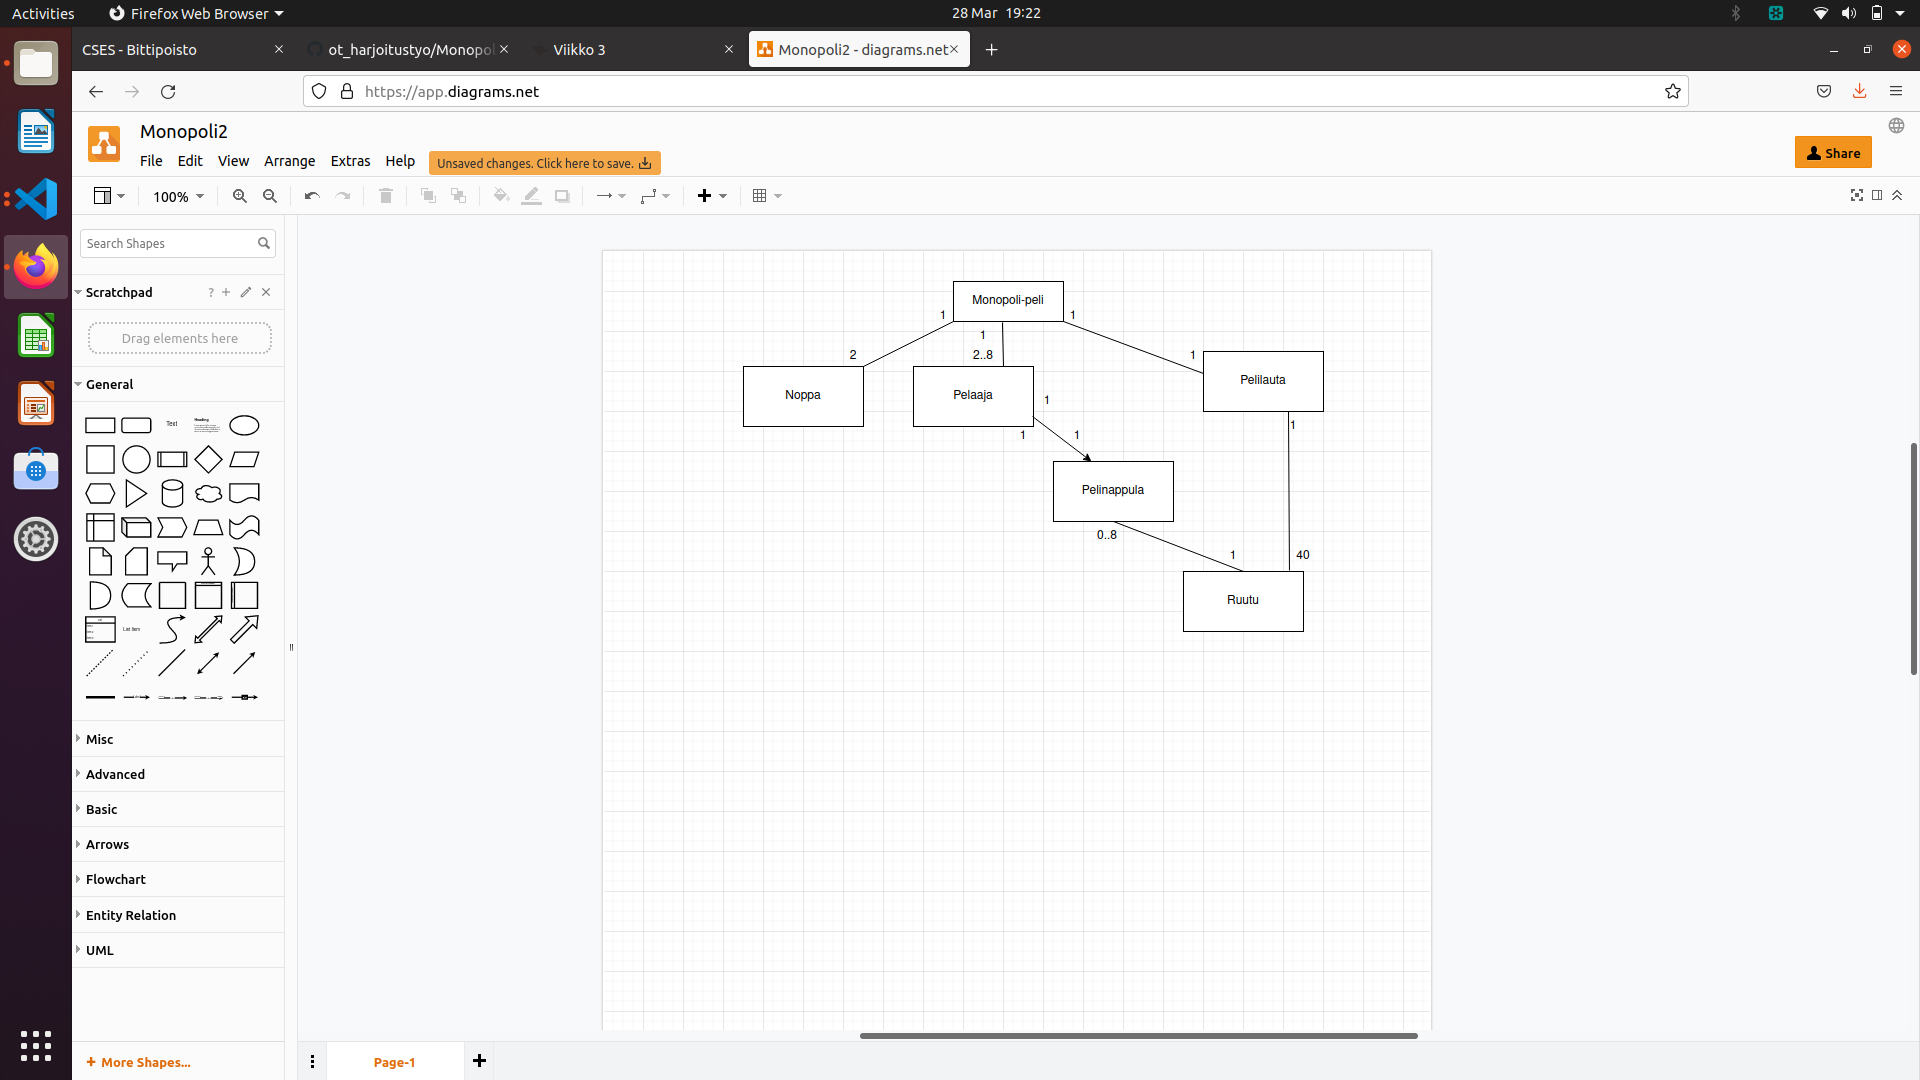 Activities
Firefox Web Browser
28 Mar 19:22
CSES - Bittipoisto
ot_harjoitustyo/Monopol
Viikko 3
Monopoli2 - diagrams.net
https://app.diagrams.net
Monopoli2
File Edit View Arrange Extras Help
Unsaved changes. Click here to save.
Share
100%
Search Shapes
Scratchpad
?
Drag elements here
General
Text
Heading
List Item
Misc
Advanced
Basic
Arrows
Flowchart
Entity Relation
UML
+ More Shapes...
Monopoli-peli
1
1
1
2
2..8
1
Noppa
Pelaaja
Pelilauta
1
1
1
1
Pelinappula
0..8
1
40
Ruutu
Page-1